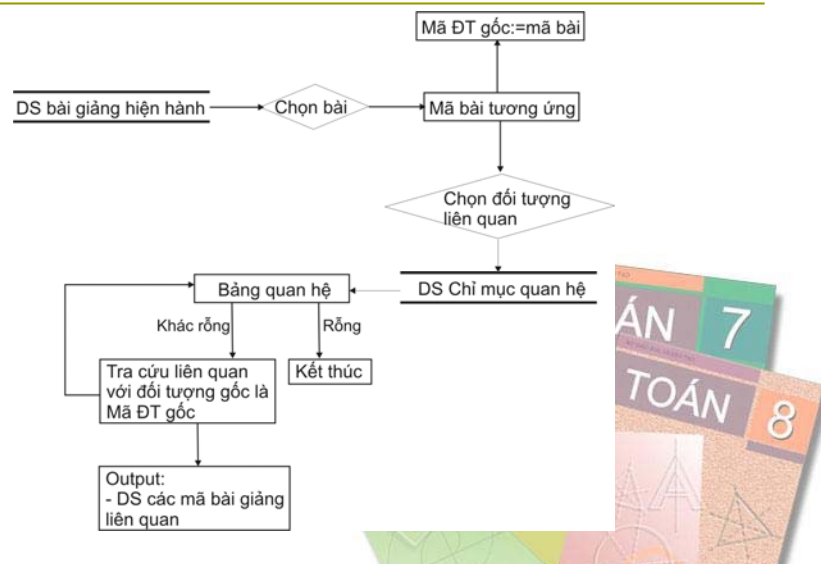 Mã ĐT gốc:=mã bài
DS bài giảng hiện hành
Chọn bài
Mã bài tương ứng
Chọn đối tượng
liên quan
Bảng quan hệ
DS Chỉ mục quan hệ
Khác rỗng
Rỗng
Tra cứu liên quan
với đối tượng gốc là
Mã ĐT gốc
Kết thúc
Output:
- DS các mã bài giảng
liên quan
ÁN 7
TOÁN 8